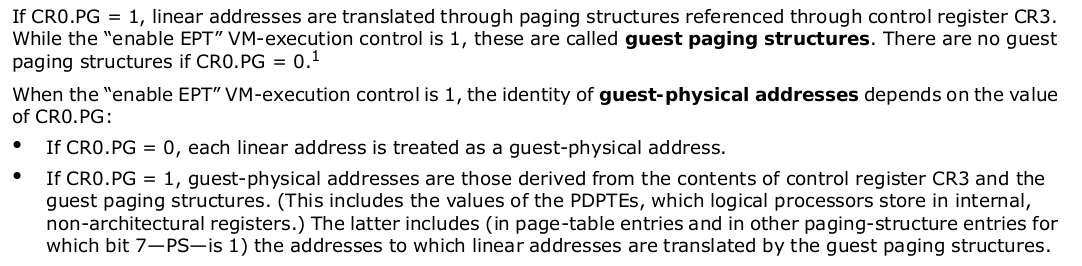 If CR0.PG = 1, linear addresses are translated through paging structures referenced through control register CR3.
While the “enable EPT” VM-execution control is 1, these are called guest paging structures. There are no guest
paging structures if CR0.PG = 0.1
When the “enable EPT” VM-execution control is 1, the identity of guest-physical addresses depends on the value
of CR0.PG:
• If CR0.PG = 0, each linear address is treated as a guest-physical address.
• If CR0.PG = 1, guest-physical addresses are those derived from the contents of control register CR3 and the
guest paging structures. (This includes the values of the PDPTEs, which logical processors store in internal,
non-architectural registers.) The latter includes (in page-table entries and in other paging-structure entries for
which bit 7—PS—is 1) the addresses to which linear addresses are translated by the guest paging structures.